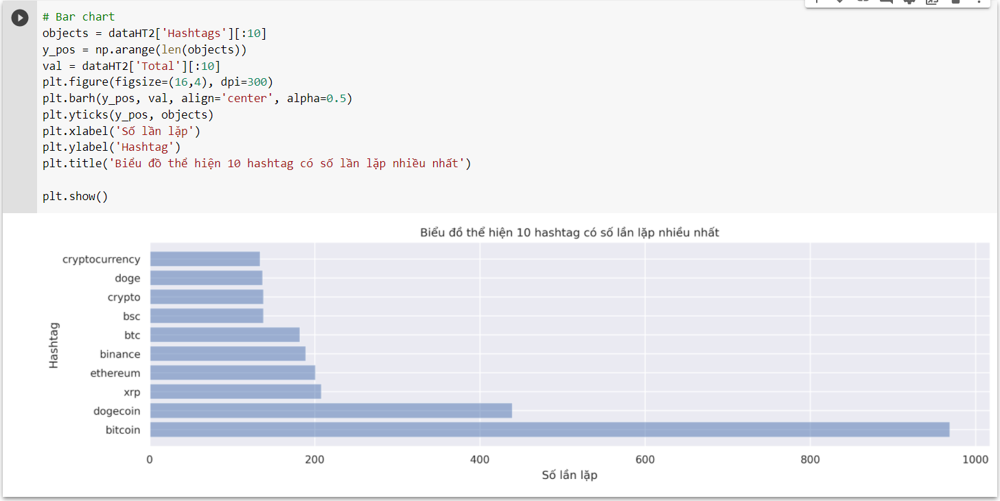 # Bar chart
objects = dataHT2['Hashtags'][:10]
y_pos = np.arange(len(objects))
val = dataHT2['Total'][:10]
plt.figure(figsize=(16,4), dpi=300)
plt.barh(y_pos, val, align='center', alpha=0.5)
plt.yticks(y_pos, objects)
plt.xlabel('Số lần lặp')
plt.ylabel('Hashtag')
plt.title('Biểu đồ thể hiện 10 hashtag có số lần lặp nhiều nhất')
plt.show()
Biểu đồ thể hiện 10 hashtag có số lần lặp nhiều nhất
Hashtag
cryptocurrency
doge
crypto
bsc
btc
binance
ethereum
xrp
dogecoin
bitcoin
0 200 400 600 800 1000
Số lần lặp